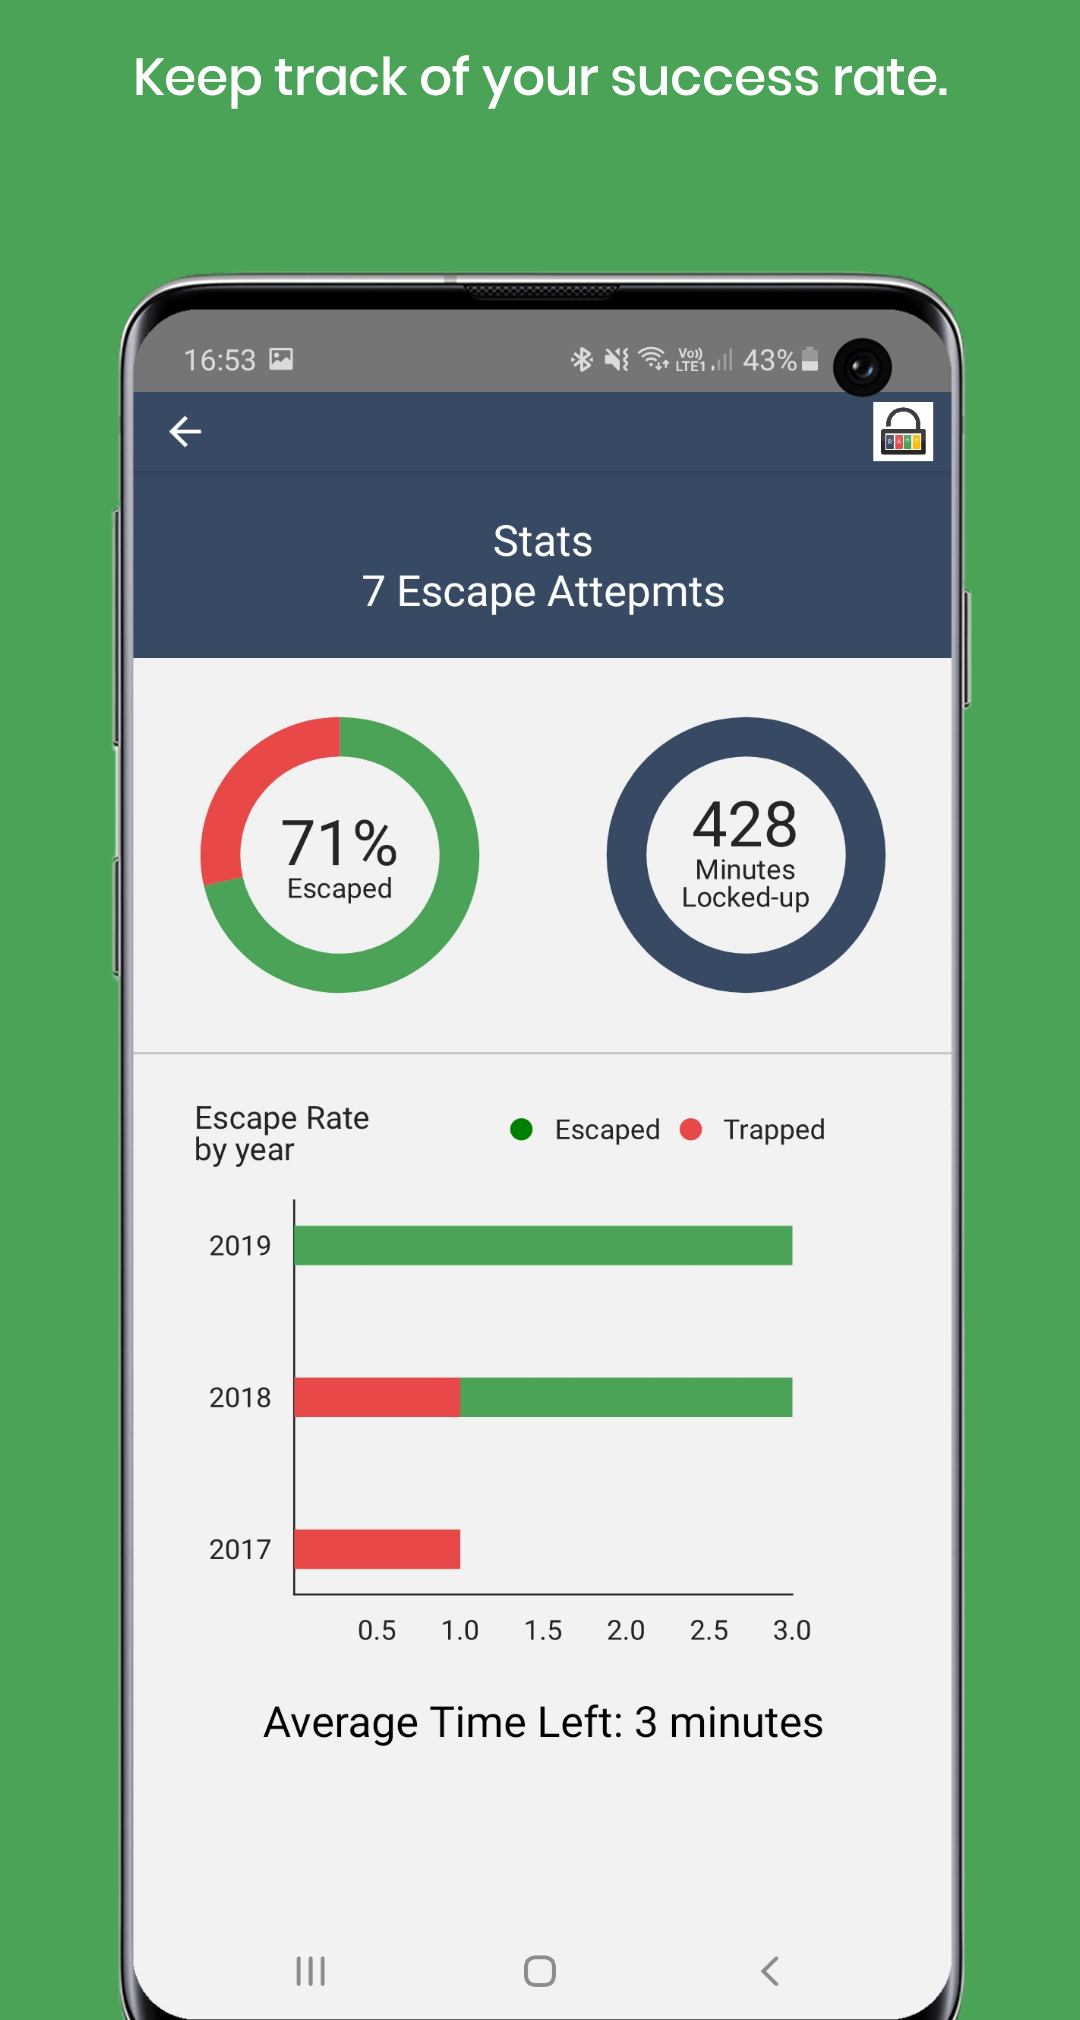 Keep track of your success rate.
16:53
Vo)) LTE1 43%
Stats
7 Escape Attepmts
71%
Escaped
428
Minutes
Locked-up
Escape Rate
by year
Escaped Trapped
2019
2018
2017
0.5 1.0 1.5 2.0 2.5 3.0
Average Time Left: 3 minutes